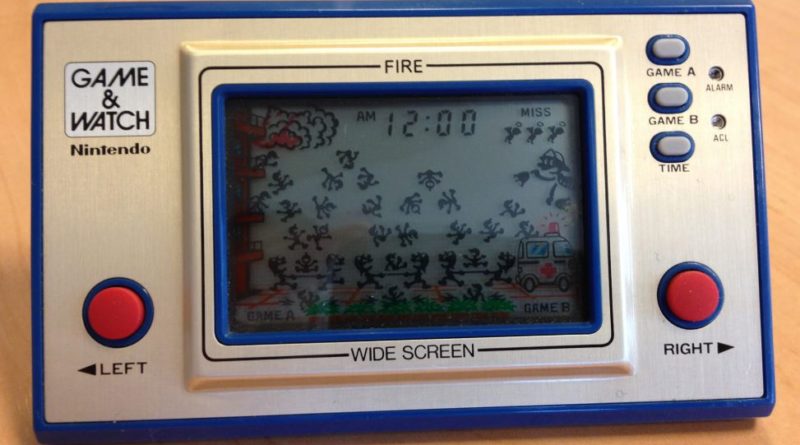 GAME
&
WATCH
Nintendo
FIRE
AM 12:00
MISS
GAME A
GAME B
WIDE SCREEN
◀LEFT
GAME A
ALARM
GAME B
ACL
TIME
RIGHT▶